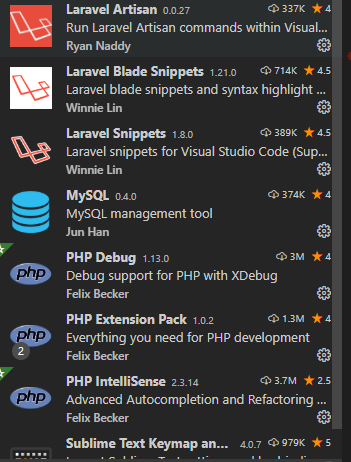 Laravel Artisan 0.0.27 337K 4
Run Laravel Artisan commands within Visual...
Ryan Naddy
Laravel Blade Snippets 1.21.0 714K 4.5
Laravel blade snippets and syntax highlight ...
Winnie Lin
Laravel Snippets 1.8.0 389K 4.5
Laravel snippets for Visual Studio Code (Sup...
Winnie Lin
MySQL 0.4.0 374K 4
MySQL management tool
Jun Han
php
PHP Debug 1.13.0 3M 4
Debug support for PHP with XDebug
Felix Becker
php
2
PHP Extension Pack 1.0.2 1.3M 4
Everything you need for PHP development
Felix Becker
php
PHP IntelliSense 2.3.14 3.7M 2.5
Advanced Autocompletion and Refactoring ...
Felix Becker
Sublime Text Keymap an... 4.0.7 979K 5